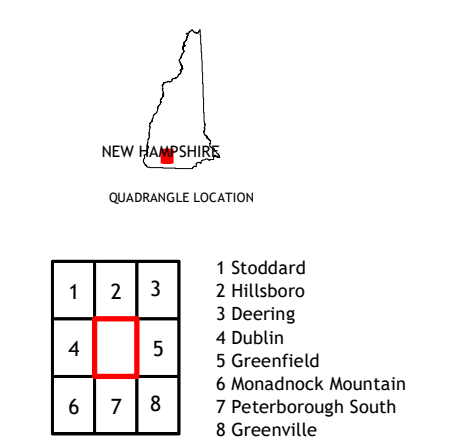 NEW HAMPSHIRE
QUADRANGLE LOCATION
1 2 3
4 5
6 7 8
1 Stoddard
2 Hillsboro
3 Deering
4 Dublin
5 Greenfield
6 Monadnock Mountain
7 Peterborough South
8 Greenville